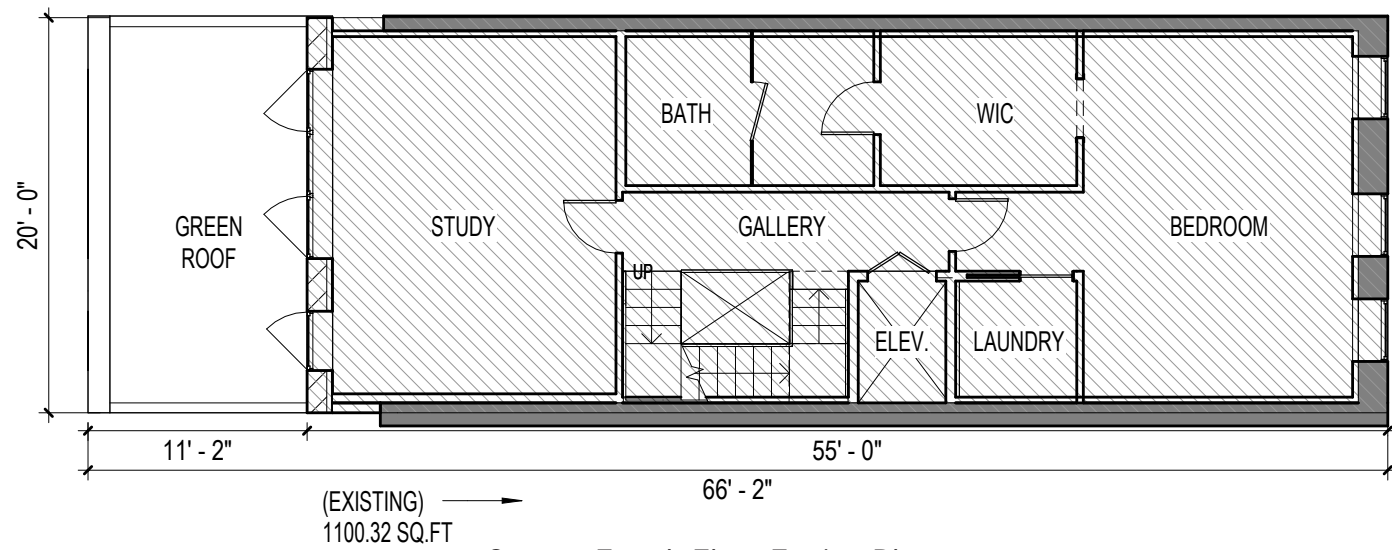 20' - 0"
GREEN
ROOF
STUDY
BATH
WIC
GALLERY
BEDROOM
UP
ELEV.
LAUNDRY
11' - 2"
55' - 0"
66' - 2"
(EXISTING)
1100.32 SQ.FT